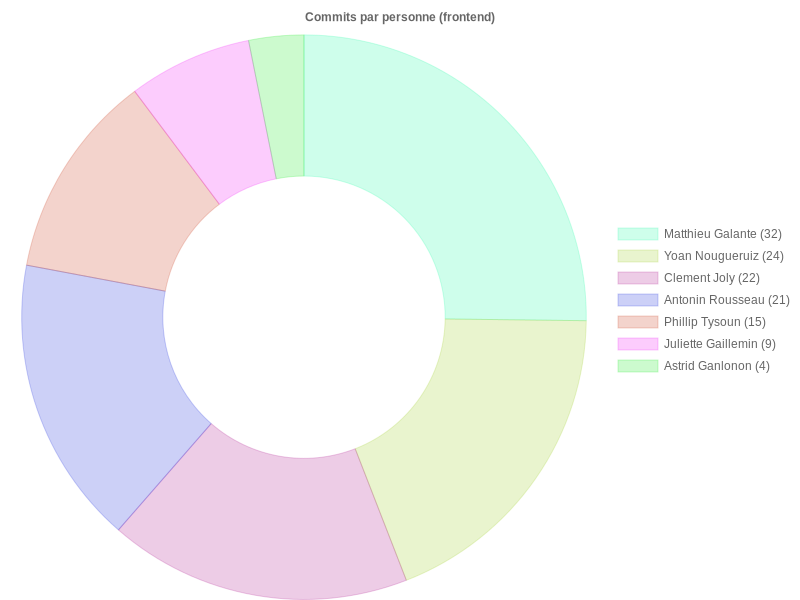 Commits par personne (frontend)
Matthieu Galante (32)
Yoan Nougueruiz (24)
Clement Joly (22)
Antonin Rousseau (21)
Phillip Tysoun (15)
Juliette Gaillemin (9)
Astrid Ganlonon (4)